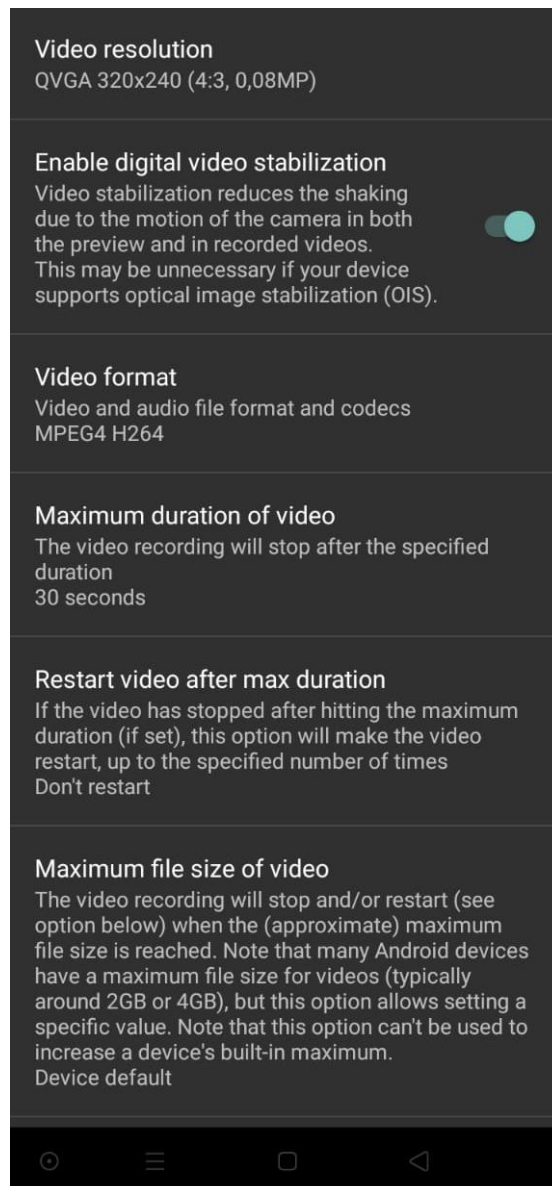 Video resolution
QVGA 320x240 (4:3, 0,08MP)
Enable digital video stabilization
Video stabilization reduces the shaking
due to the motion of the camera in both
the preview and in recorded videos.
This may be unnecessary if your device
supports optical image stabilization (OIS).
Video format
Video and audio file format and codecs
MPEG4 H264
Maximum duration of video
The video recording will stop after the specified
duration
30 seconds
Restart video after max duration
If the video has stopped after hitting the maximum
duration (if set), this option will make the video
restart, up to the specified number of times
Don't restart
Maximum file size of video
The video recording will stop and/or restart (see
option below) when the (approximate) maximum
file size is reached. Note that many Android devices
have a maximum file size for videos (typically
around 2GB or 4GB), but this option allows setting a
specific value. Note that this option can't be used to
increase a device's built-in maximum.
Device default